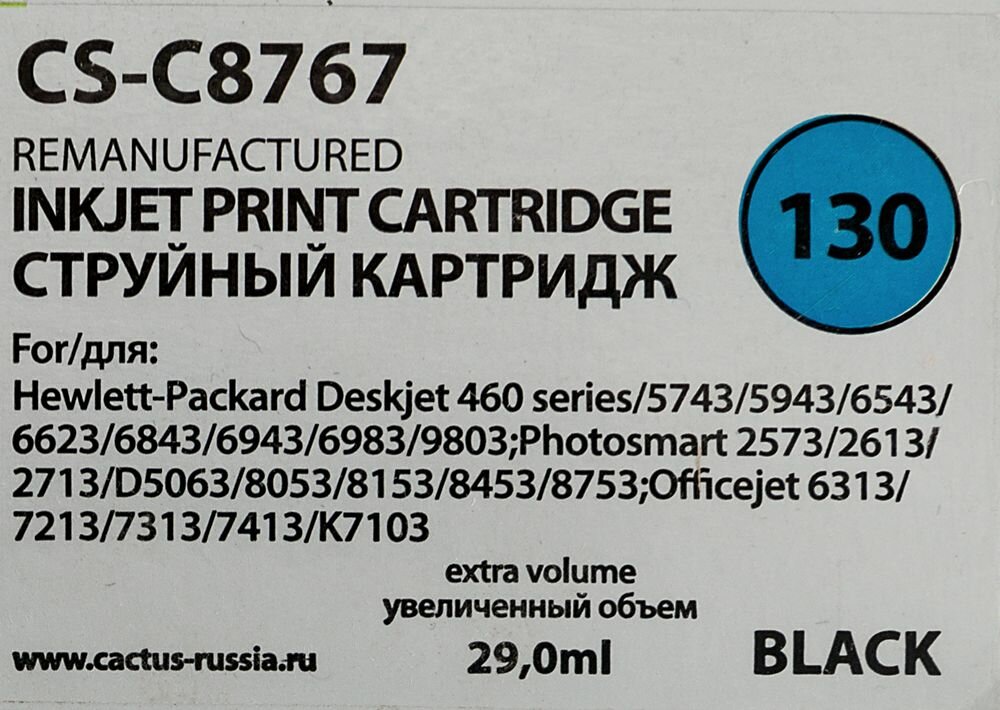 CS-C8767
REMANUFACTURED
INKJET PRINT CARTRIDGE
СТРУЙНЫЙ КАРТРИДЖ
130
For/для:
Hewlett-Packard Deskjet 460 series/5743/5943/6543/
6623/6843/6943/6983/9803;Photosmart 2573/2613/
2713/D5063/8053/8153/8453/8753;Officejet 6313/
7213/7313/7413/K7103
extra volume
увеличенный объем
www.cactus-russia.ru 29,0ml BLACK